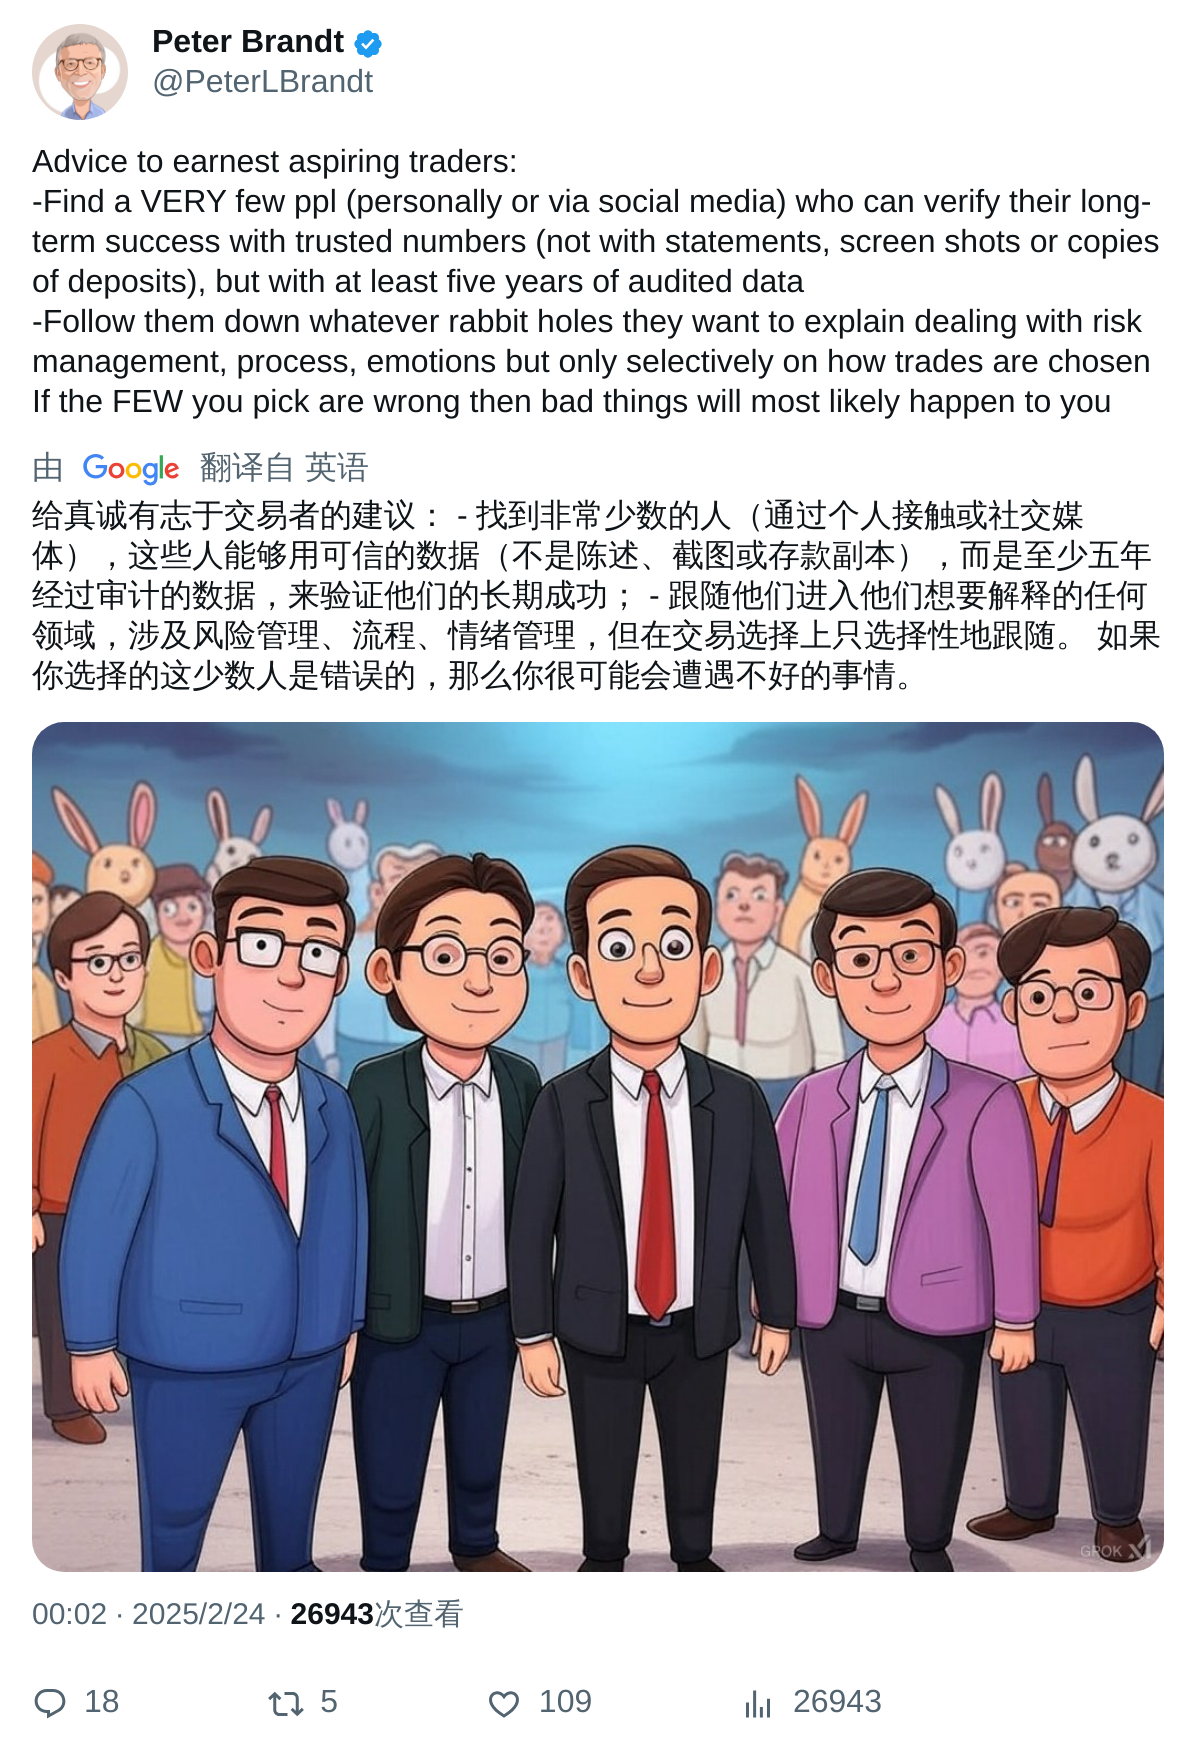 Peter Brandt
@PeterLBrandt
Advice to earnest aspiring traders:
-Find a VERY few ppl (personally or via social media) who can verify their long-
term success with trusted numbers (not with statements, screen shots or copies
of deposits), but with at least five years of audited data
-Follow them down whatever rabbit holes they want to explain dealing with risk
management, process, emotions but only selectively on how trades are chosen
If the FEW you pick are wrong then bad things will most likely happen to you
由 Google 翻译自 英语
给真诚有志于交易者的建议： - 找到非常少数的人（通过个人接触或社交媒
体），这些人能够用可信的数据（不是陈述、截图或存款副本），而是至少五年
经过审计的数据，来验证他们的长期成功； - 跟随他们进入他们想要解释的任何
领域，涉及风险管理、流程、情绪管理，但在交易选择上只选择性地跟随。 如果
你选择的这少数人是错误的，那么你很可能会遭遇不好的事情。
GROK
00:02 · 2025/2/24 · 26943次查看
18 5 109 26943